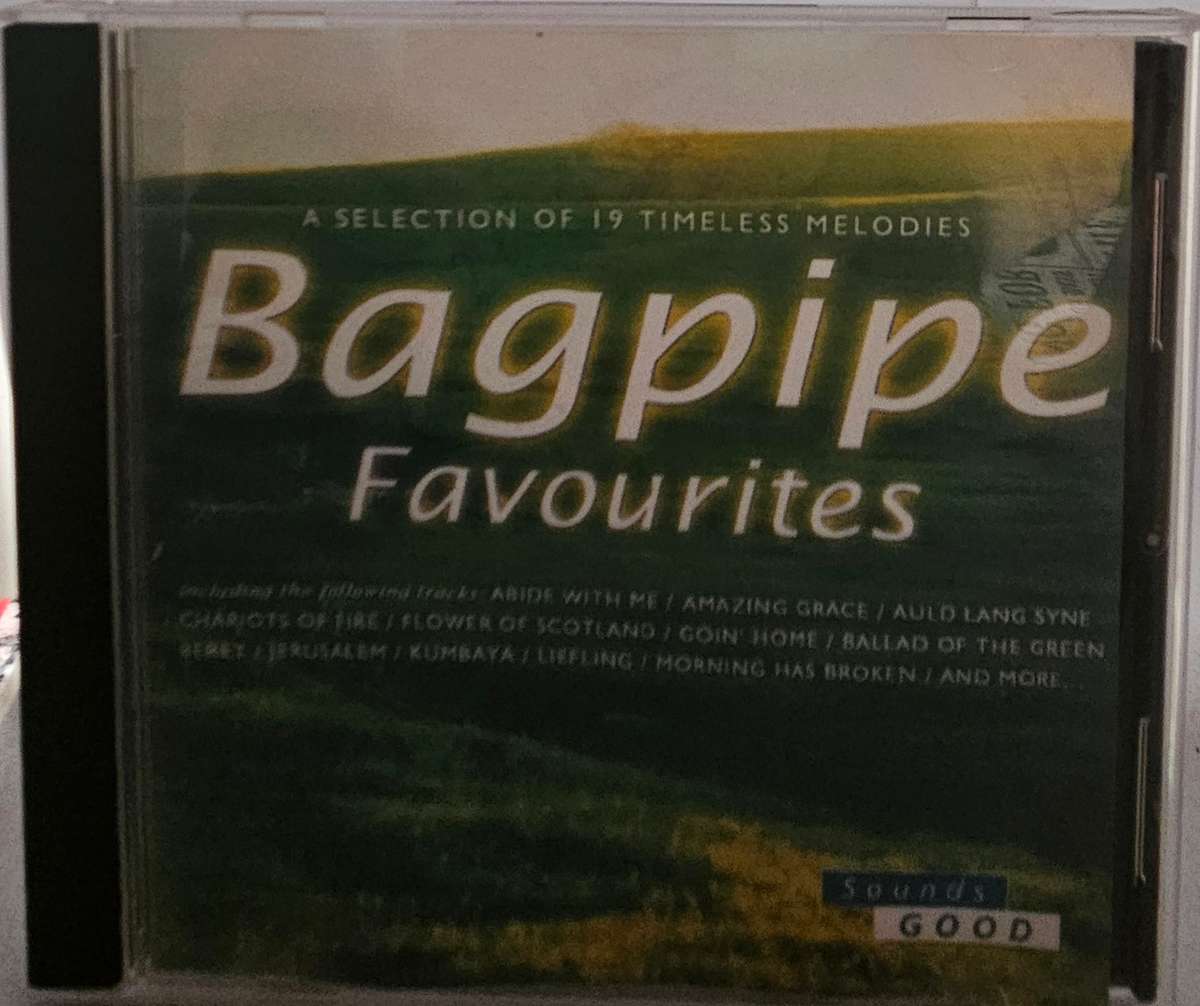 A SELECTION OF 19 TIMELESS MELODIES
Bagpipe
Favourites
including the following tracks: ABIDE WITH ME / AMAZING GRACE / AULD LANG SYNE
CHARIOTS OF FIRE / FLOWER OF SCOTLAND / GOIN' HOME / BALLAD OF THE GREEN
BERET / JERUSALEM / KUMBAYA / LIEFLING / MORNING HAS BROKEN / AND MORE...
Sounds
GOOD